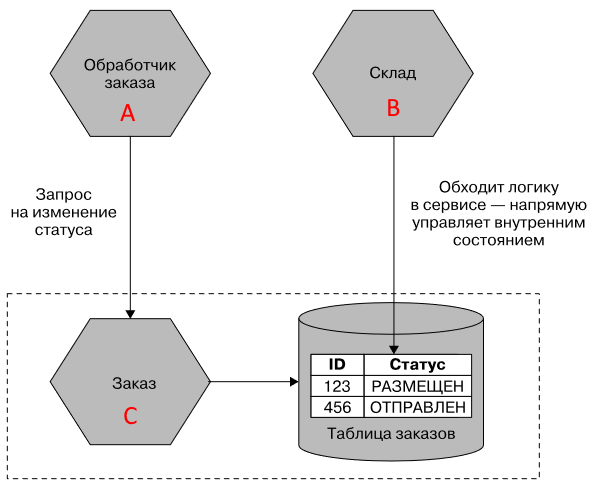 Обработчик
заказа
A
Склад
B
Запрос
на изменение
статуса
Обходит логику
в сервисе — напрямую
управляет внутренним
состоянием
Заказ
C
ID Статус
123 РАЗМЕЩЕН
456 ОТПРАВЛЕН
Таблица заказов